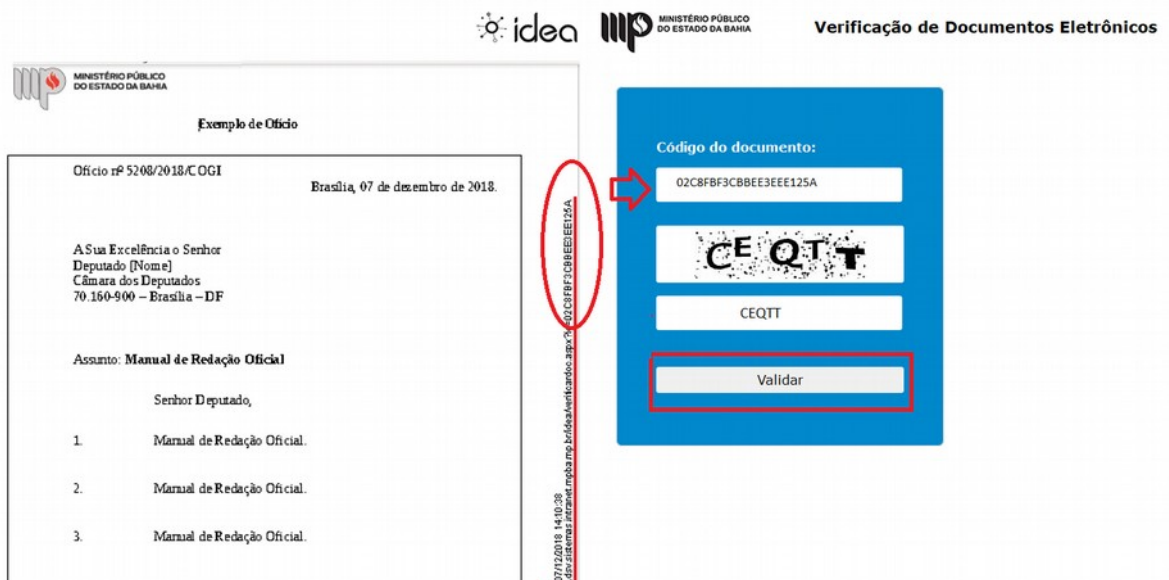 idea
MINISTÉRIO PÚBLICO
DO ESTADO DA BAHIA
Verificação de Documentos Eletrônicos
MINISTÉRIO PÚBLICO
DO ESTADO DA BAHIA
Exemplo de Ofício
Ofício nº 5208/2018/COGI
Brasília, 07 de dezembro de 2018.
A Sua Excelência o Senhor
Deputado [Nome]
Câmara dos Deputados
70.160-900 – Brasília – DF
Assunto: Manual de Redação Oficial
Senhor Deputado,
1. Manual de Redação Oficial.
2. Manual de Redação Oficial.
3. Manual de Redação Oficial.
07/12/2018 14:10:38
Código do documento:
02C8FBF3CBBEE3EEE125A
CEQTT
CEQTT
Validar